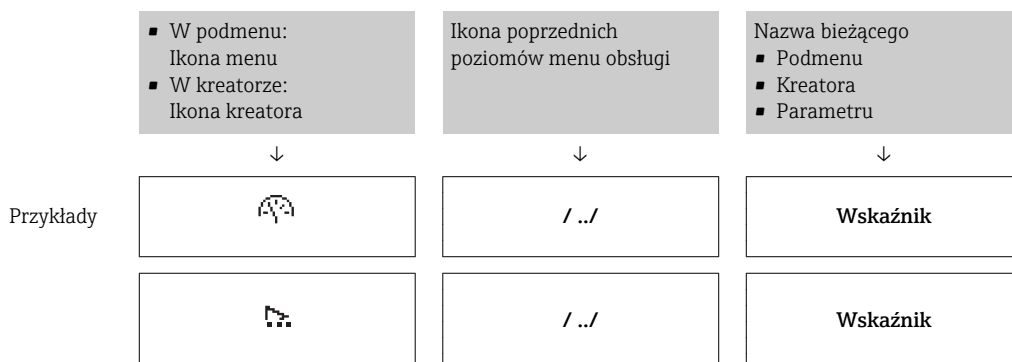 ▪ W podmenu:
Ikona menu
▪ W kreatorze:
Ikona kreatora
Ikona poprzednich
poziomów menu obsługi
Nazwa bieżącego
▪ Podmenu
▪ Kreatora
▪ Parametru
↓ ↓ ↓
Przykłady / ../ Wskaźnik
/ ../ Wskaźnik